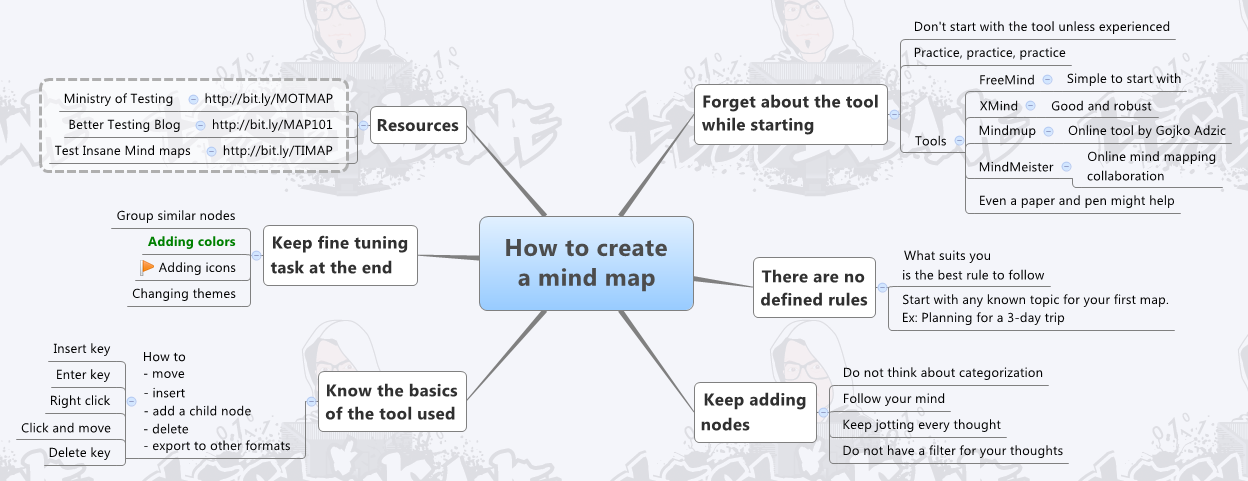 How to create
a mind map
Forget about the tool
while starting
Don't start with the tool unless experienced
Practice, practice, practice
Tools
FreeMind
Simple to start with
XMind
Good and robust
Mindmup
Online tool by Gojko Adzic
MindMeister
Online mind mapping
collaboration
Even a paper and pen might help
There are no
defined rules
What suits you
is the best rule to follow
Start with any known topic for your first map.
Ex: Planning for a 3-day trip
Keep adding
nodes
Do not think about categorization
Follow your mind
Keep jotting every thought
Do not have a filter for your thoughts
Know the basics
of the tool used
How to
- move
- insert
- add a child node
- delete
- export to other formats
Insert key
Enter key
Right click
Click and move
Delete key
Keep fine tuning
task at the end
Group similar nodes
Adding colors
Adding icons
Changing themes
Resources
Ministry of Testing
http://bit.ly/MOTMAP
Better Testing Blog
http://bit.ly/MAP101
Test Insane Mind maps
http://bit.ly/TIMAP